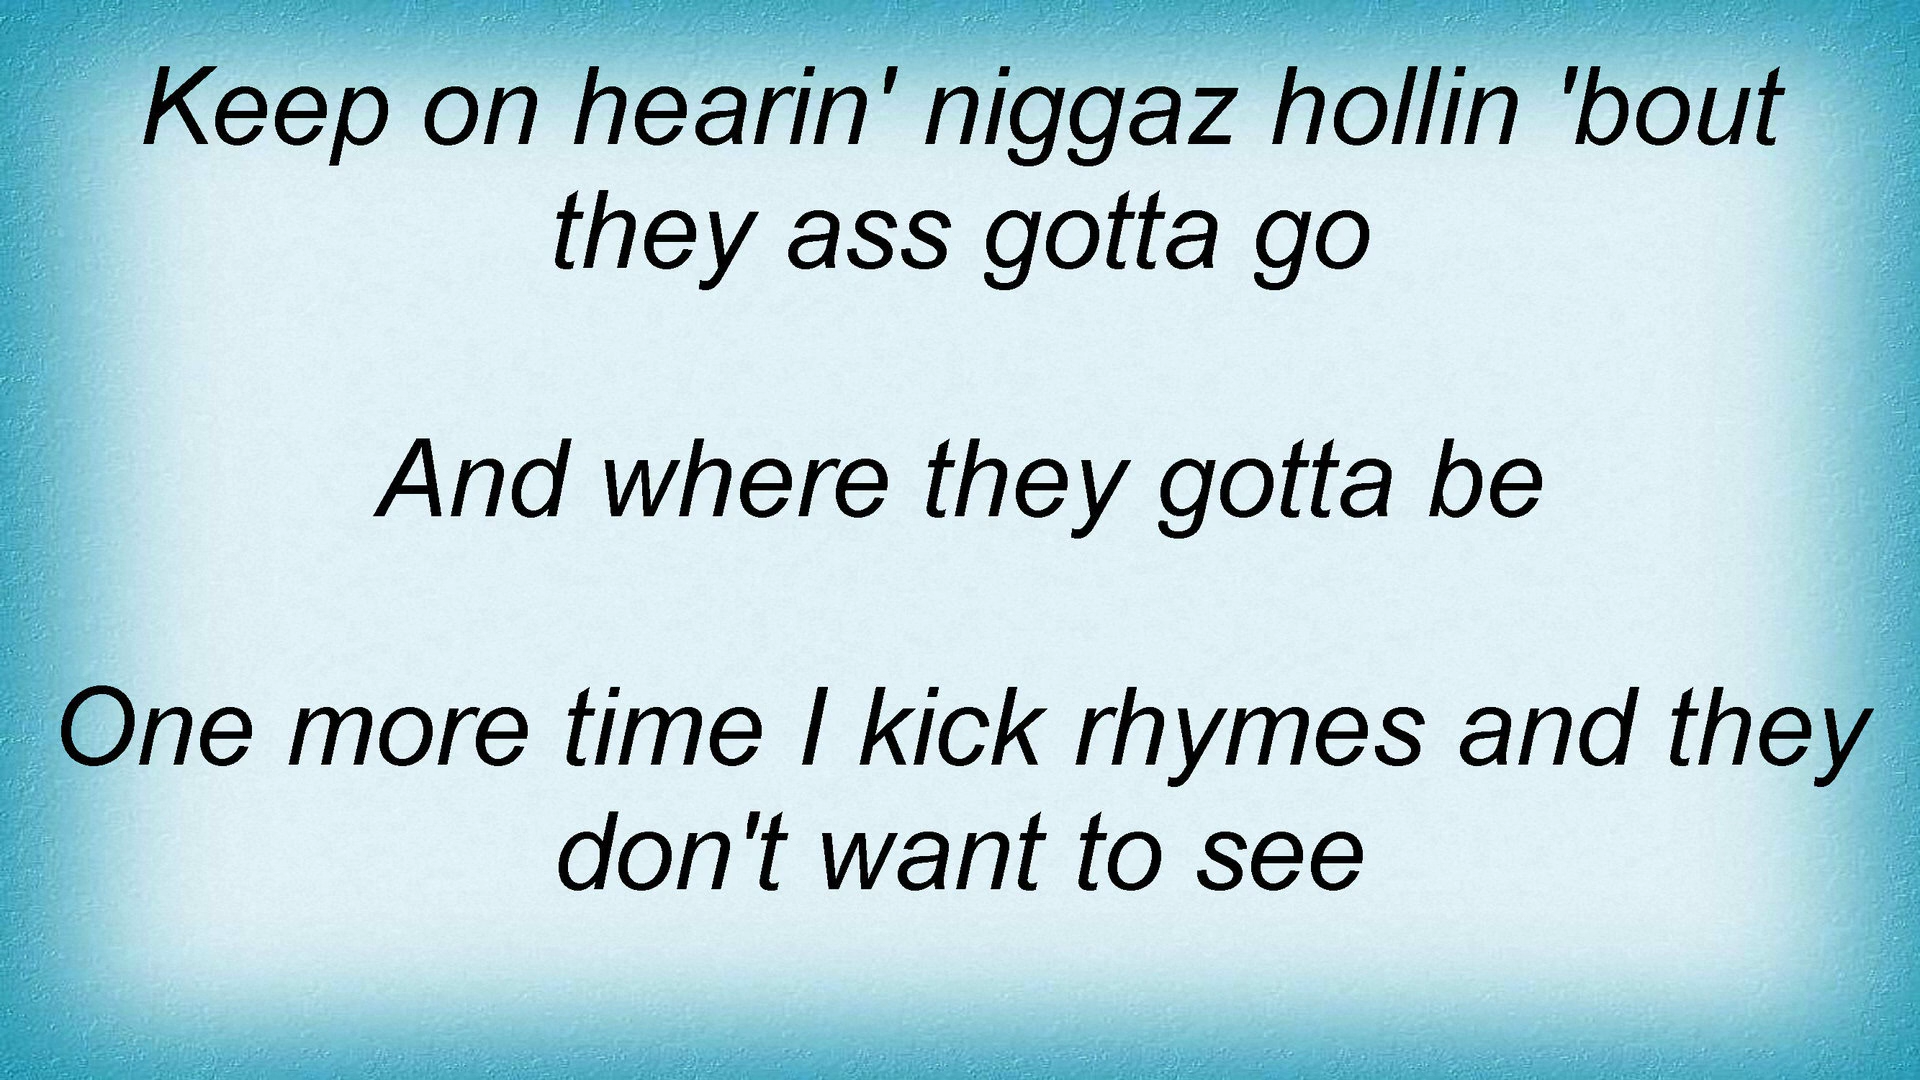 Keep on hearin' niggaz hollin 'bout
they ass gotta go
And where they gotta be
One more time I kick rhymes and they
don't want to see